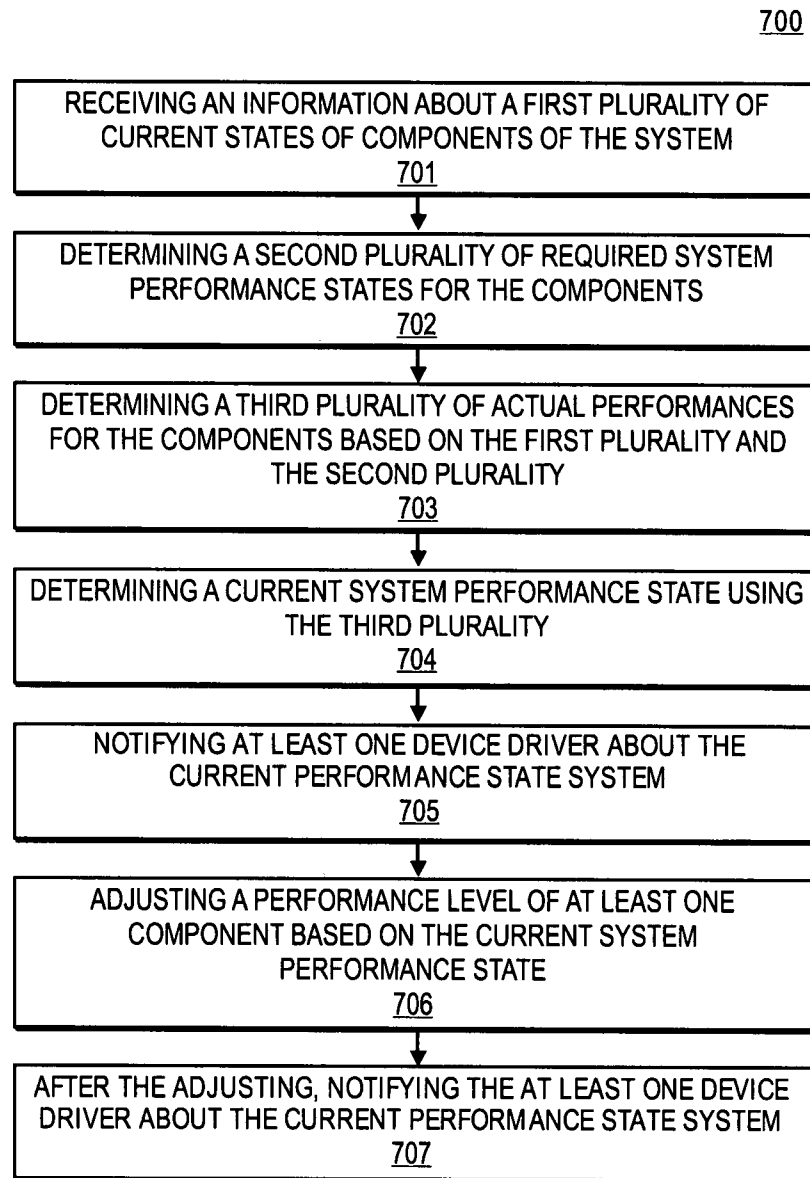 700
RECEIVING AN INFORMATION ABOUT A FIRST PLURALITY OF
CURRENT STATES OF COMPONENTS OF THE SYSTEM
701
DETERMINING A SECOND PLURALITY OF REQUIRED SYSTEM
PERFORMANCE STATES FOR THE COMPONENTS
702
DETERMINING A THIRD PLURALITY OF ACTUAL PERFORMANCES
FOR THE COMPONENTS BASED ON THE FIRST PLURALITY AND
THE SECOND PLURALITY
703
DETERMINING A CURRENT SYSTEM PERFORMANCE STATE USING
THE THIRD PLURALITY
704
NOTIFYING AT LEAST ONE DEVICE DRIVER ABOUT THE
CURRENT PERFORMANCE STATE SYSTEM
705
ADJUSTING A PERFORMANCE LEVEL OF AT LEAST ONE
COMPONENT BASED ON THE CURRENT SYSTEM
PERFORMANCE STATE
706
AFTER THE ADJUSTING, NOTIFYING THE AT LEAST ONE DEVICE
DRIVER ABOUT THE CURRENT PERFORMANCE STATE SYSTEM
707